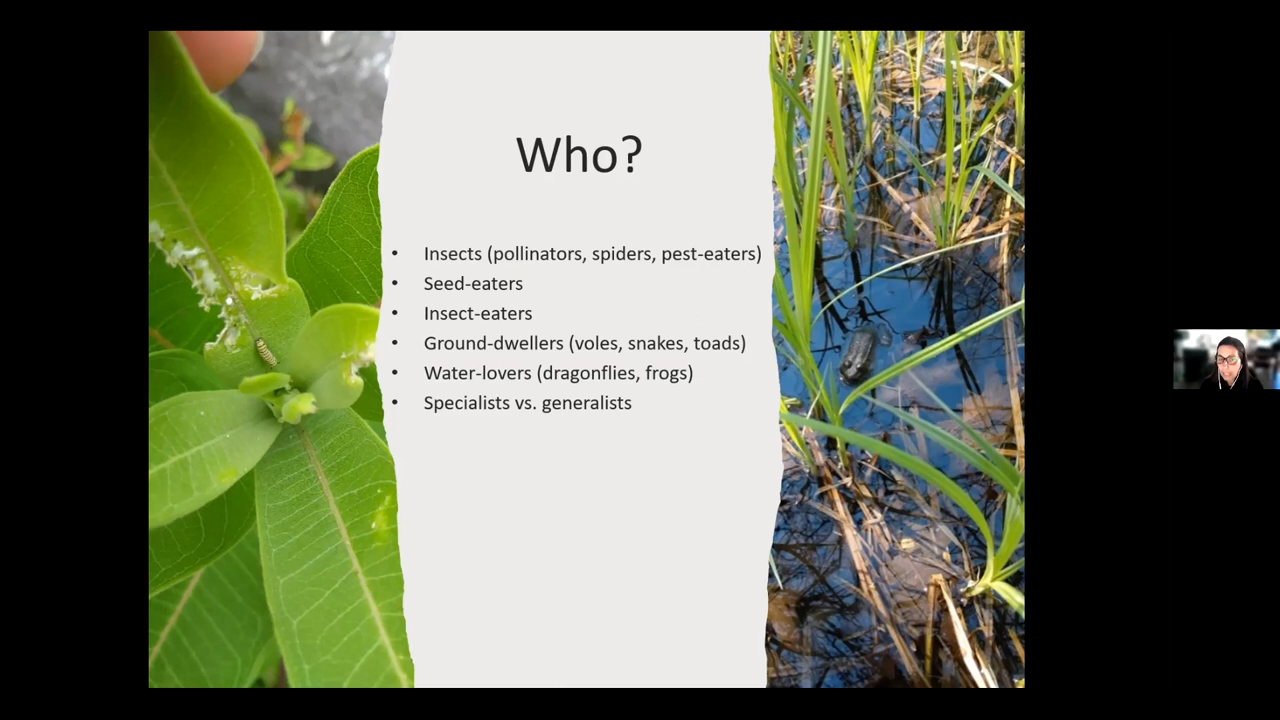 Who?
• Insects (pollinators, spiders, pest-eaters)
• Seed-eaters
• Insect-eaters
• Ground-dwellers (voles, snakes, toads)
• Water-lovers (dragonflies, frogs)
• Specialists vs. generalists